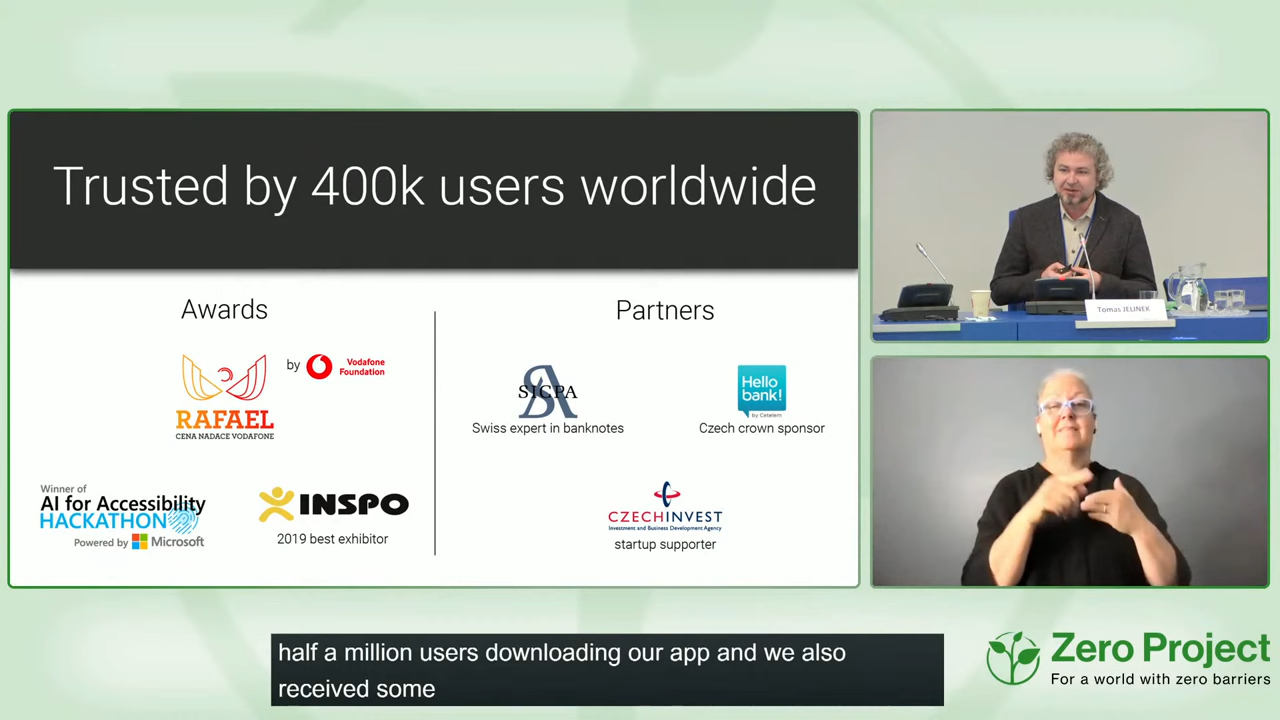 Trusted by 400k users worldwide
Awards
by
Vodafone
Foundation
RAFAEL
CENA NADACE VODAFONE
Winner of
AI for Accessibility
HACKATHON
Powered by Microsoft
INSPO
2019 best exhibitor
Partners
SICPA
Swiss expert in banknotes
Hello
bank!
by Cetelem
Czech crown sponsor
CZECHINVEST
Investment and Business Development Agency
startup supporter
Tomas JELINEK
half a million users downloading our app and we also
received some
Zero Project
For a world with zero barriers